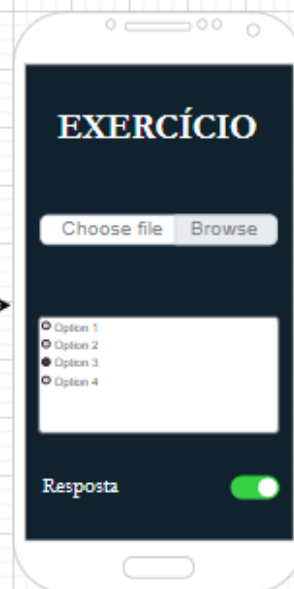 EXERCÍCIO
Choose file Browse
Option 1
Option 2
Option 3
Option 4
Resposta